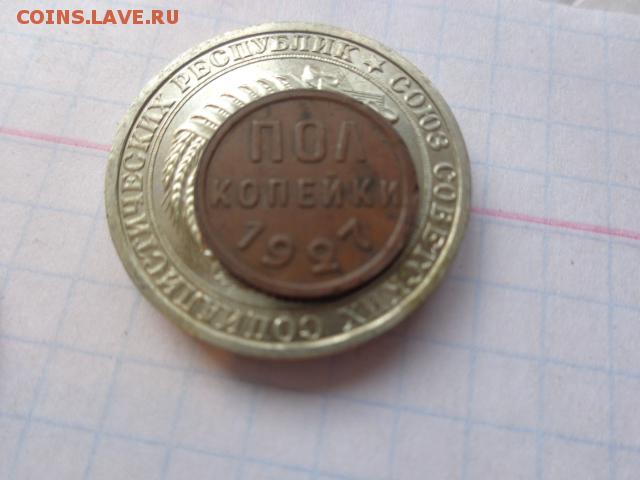 COINS.LAVE.RU
СОЮЗ СОВЕТСКИХ СОЦИАЛИСТИЧЕСКИХ РЕСПУБЛИК
ПОЛ
КОПЕЙКИ
1927